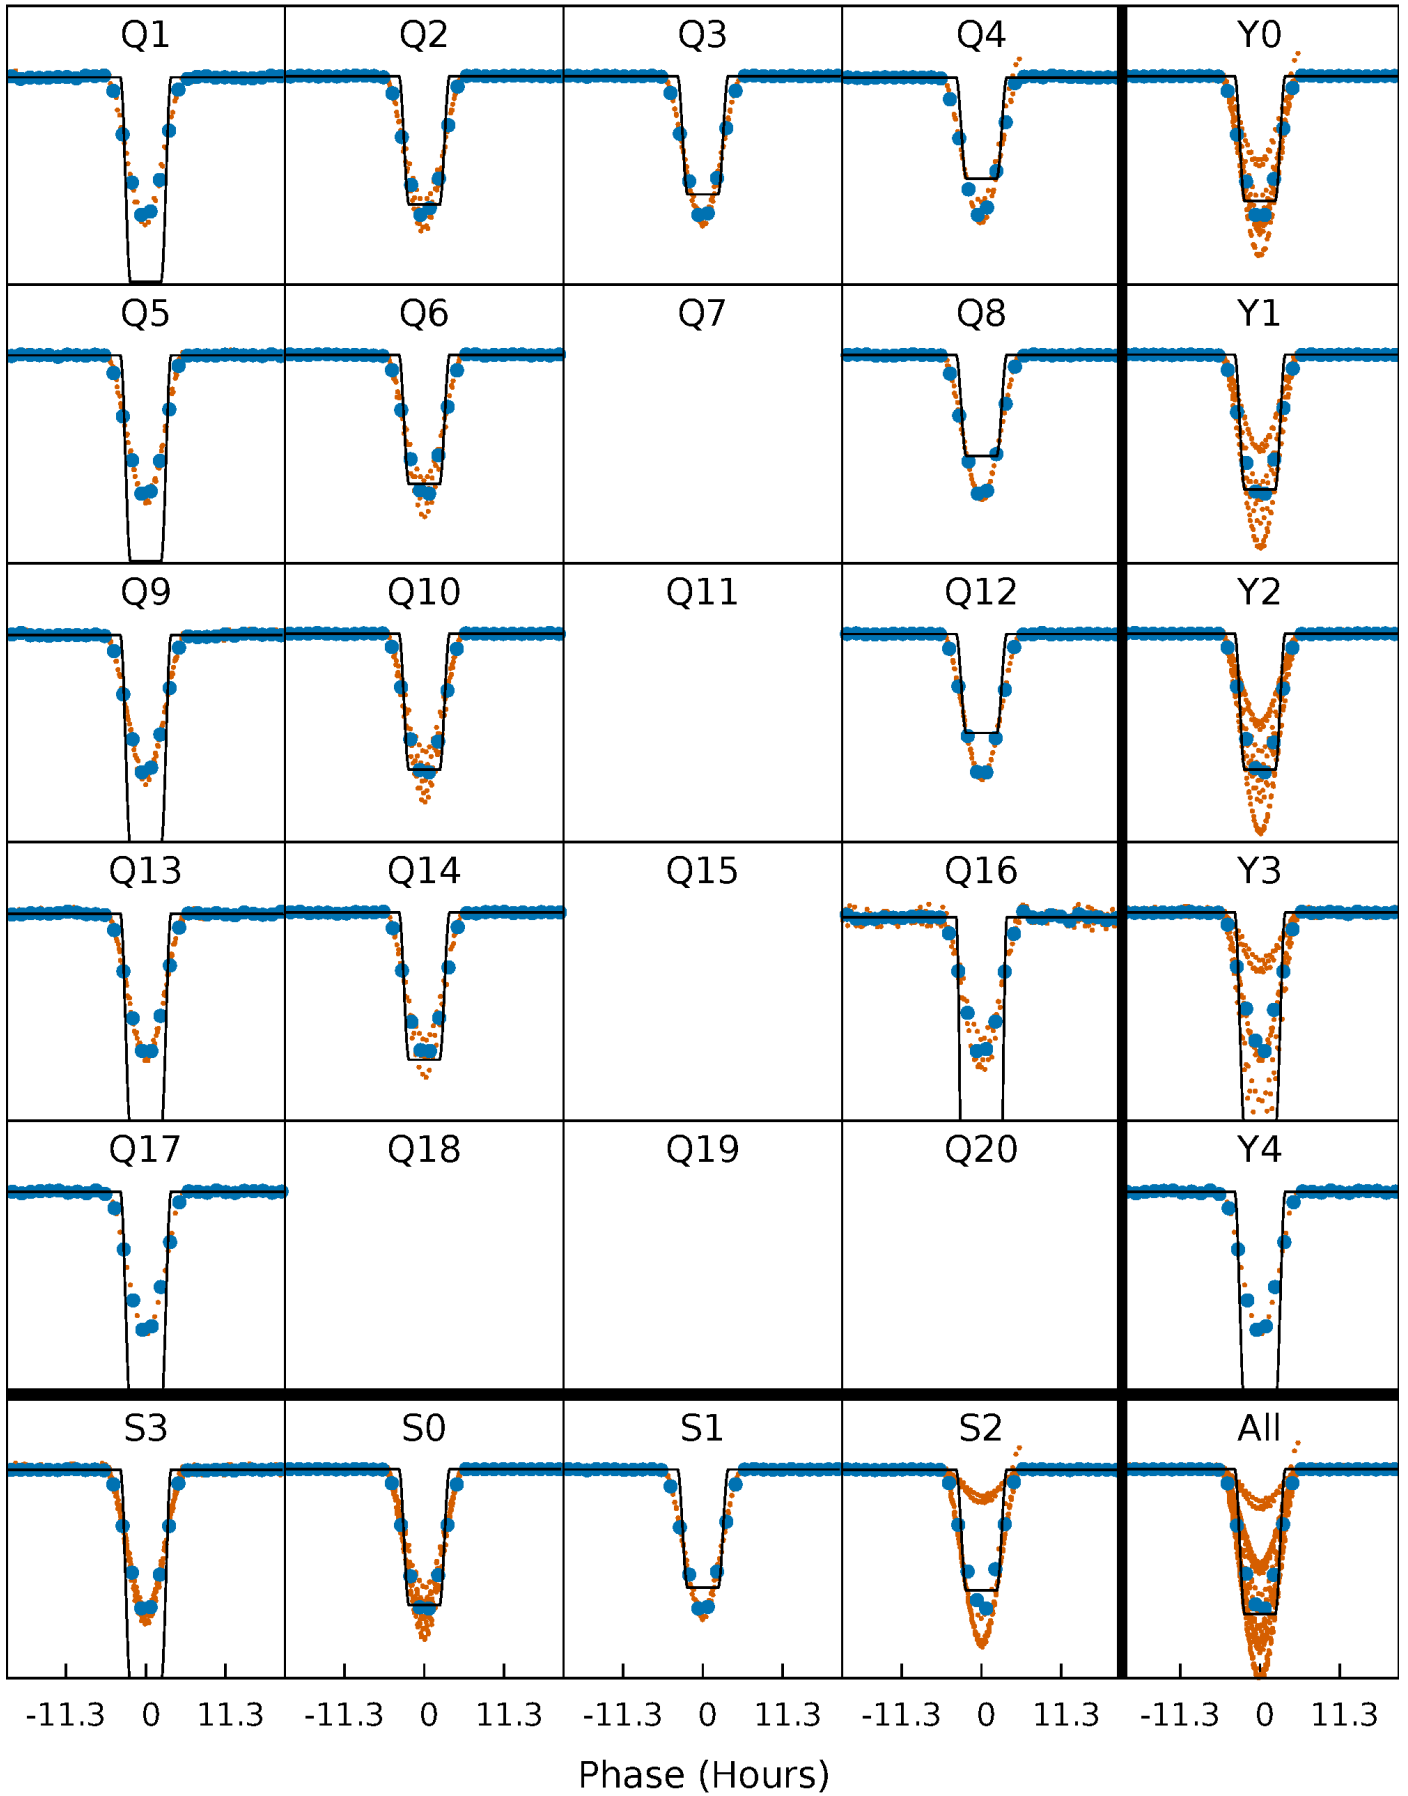 Q1 Q2 Q3 Q4 Y0
Q5 Q6 Q7 Q8 Y1
Q9 Q10 Q11 Q12 Y2
Q13 Q14 Q15 Q16 Y3
Q17 Q18 Q19 Q20 Y4
S3 S0 S1 S2 All
-11.3 0 11.3 -11.3 0 11.3 -11.3 0 11.3 -11.3 0 11.3 -11.3 0 11.3
Phase (Hours)